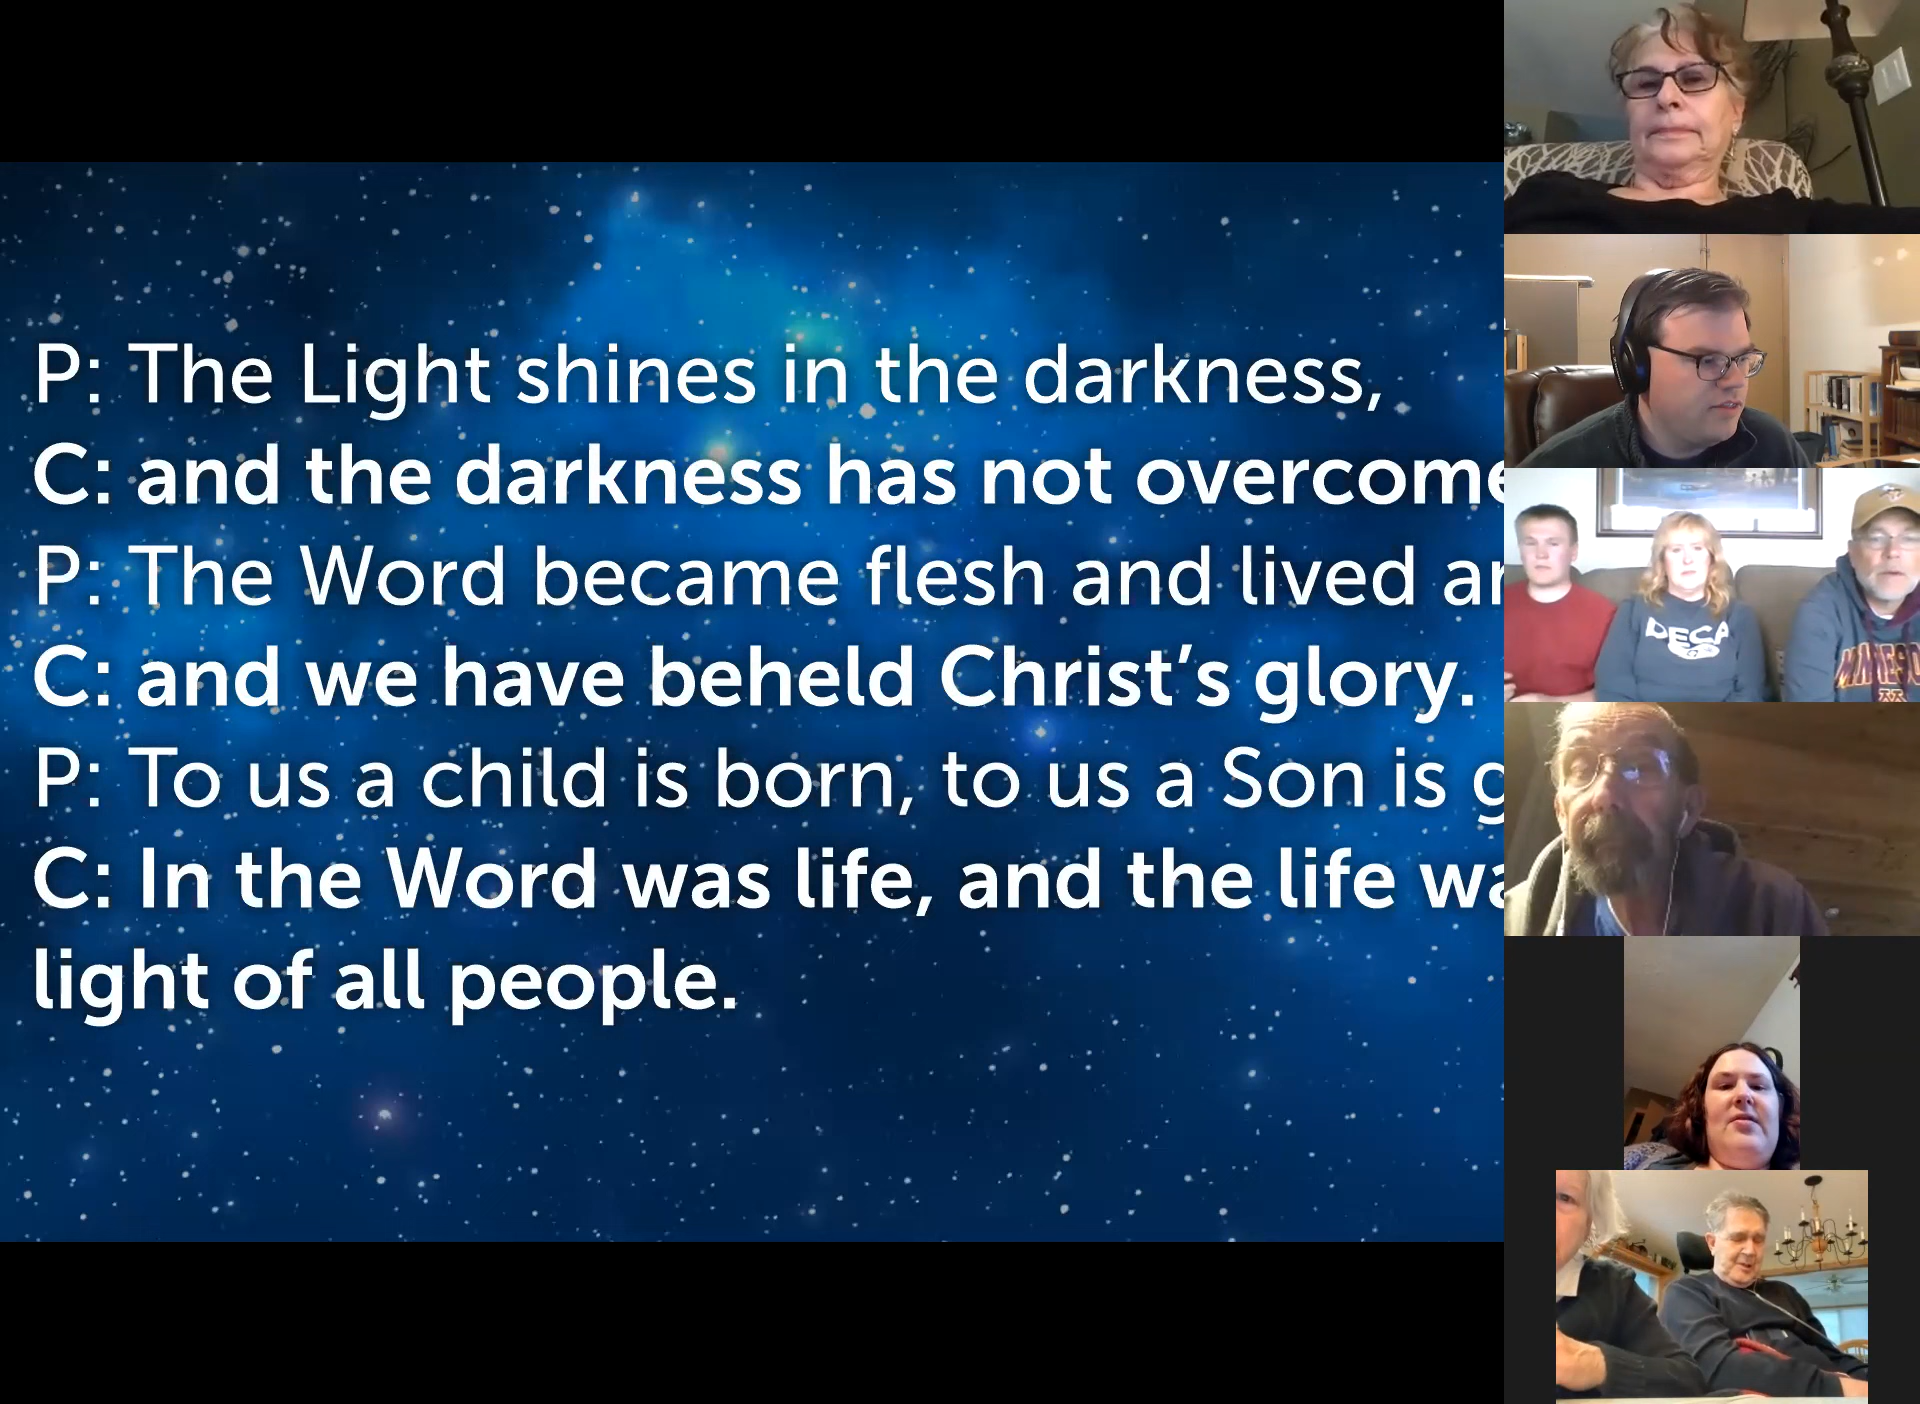 P: The Light shines in the darkness,
C: and the darkness has not overcome
P: The Word became flesh and lived
C: and we have beheld Christ's glory.
P: To us a child is born, to us a Son is
C: In the Word was life, and the life
light of all people.
DECA